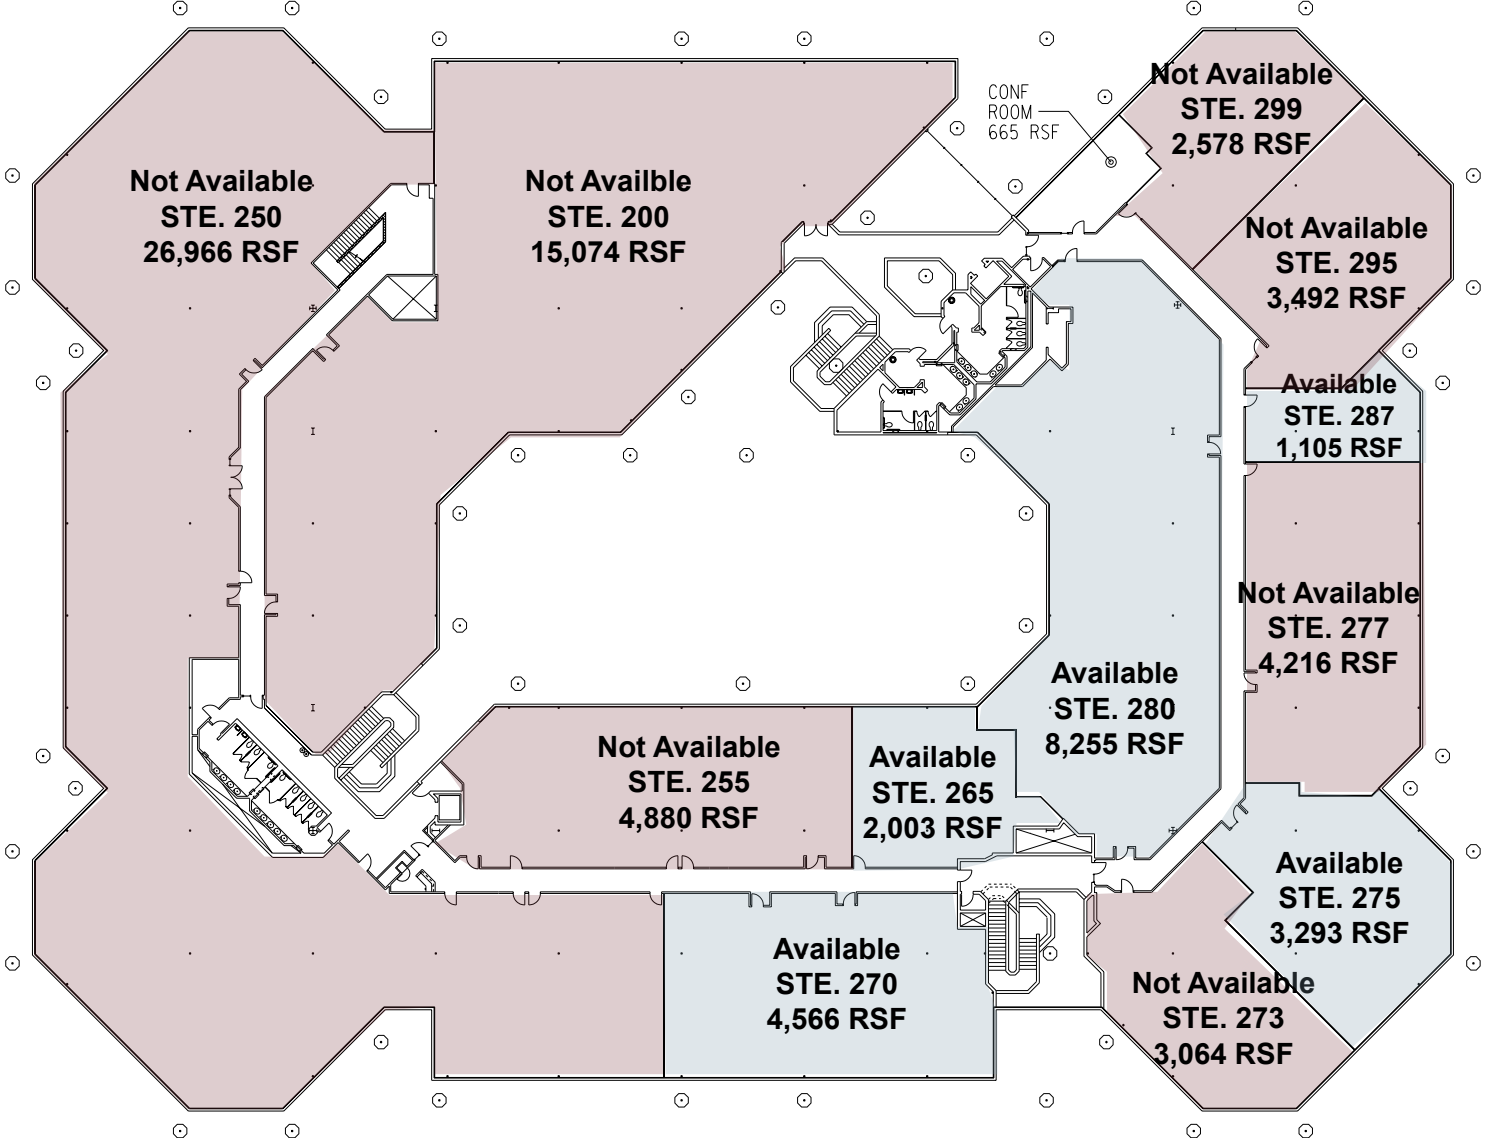 CONF
ROOM
665 RSF
Not Available
STE. 299
2,578 RSF
Not Available
STE. 250
26,966 RSF
Not Availble
STE. 200
15,074 RSF
Not Available
STE. 295
3,492 RSF
Available
STE. 287
1,105 RSF
Not Available
STE. 277
4,216 RSF
Available
STE. 280
8,255 RSF
Not Available
STE. 255
4,880 RSF
Available
STE. 265
2,003 RSF
Available
STE. 275
3,293 RSF
Available
STE. 270
4,566 RSF
Not Available
STE. 273
3,064 RSF